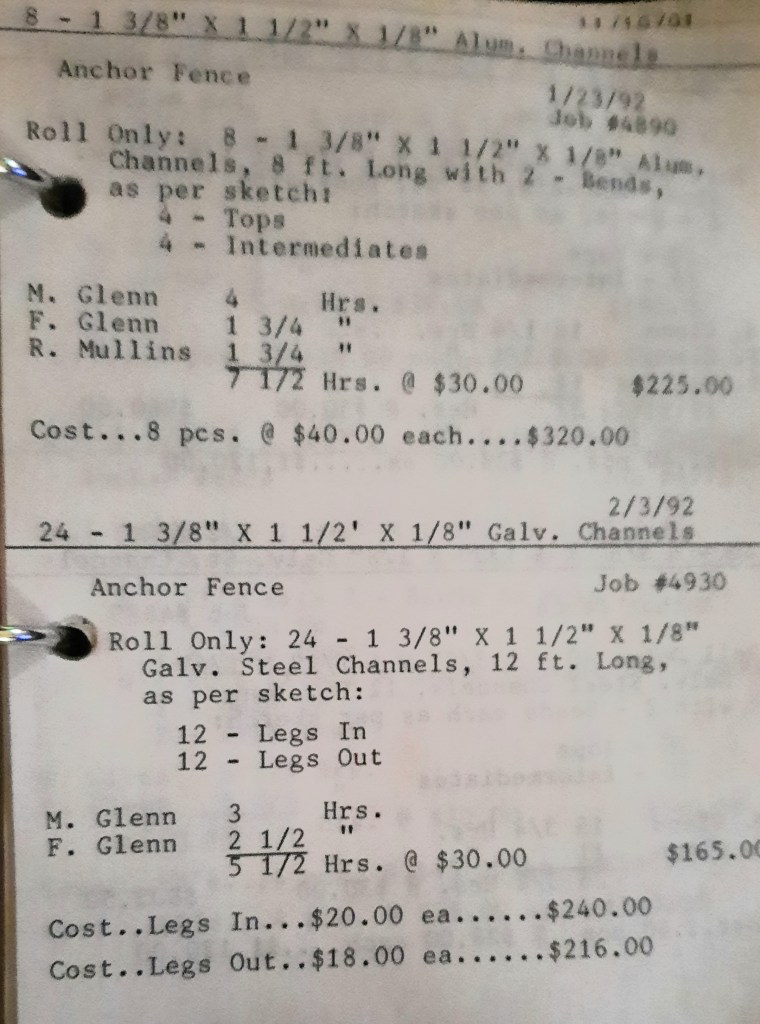 8 - 1 3/8" X 1 1/2" X 1/8" Alum. Channels
Anchor Fence
1/23/92
Job #4890
Roll Only: 8 - 1 3/8" X 1 1/2" X 1/8" Alum.
Channels, 8 ft. Long with 2 - Bends,
as per sketch:
4 - Tops
4 - Intermediates
M. Glenn 4 Hrs.
F. Glenn 1 3/4 "
R. Mullins 1 3/4 "
7 1/2 Hrs. @ $30.00 $225.00
Cost...8 pcs. @ $40.00 each....$320.00
2/3/92
24 - 1 3/8" X 1 1/2' X 1/8" Galv. Channels
Anchor Fence Job #4930
Roll Only: 24 - 1 3/8" X 1 1/2" X 1/8"
Galv. Steel Channels, 12 ft. Long,
as per sketch:
12 - Legs In
12 - Legs Out
M. Glenn 3 Hrs.
F. Glenn 2 1/2 "
5 1/2 Hrs. @ $30.00 $165.00
Cost..Legs In...$20.00 ea......$240.00
Cost..Legs Out..$18.00 ea......$216.00